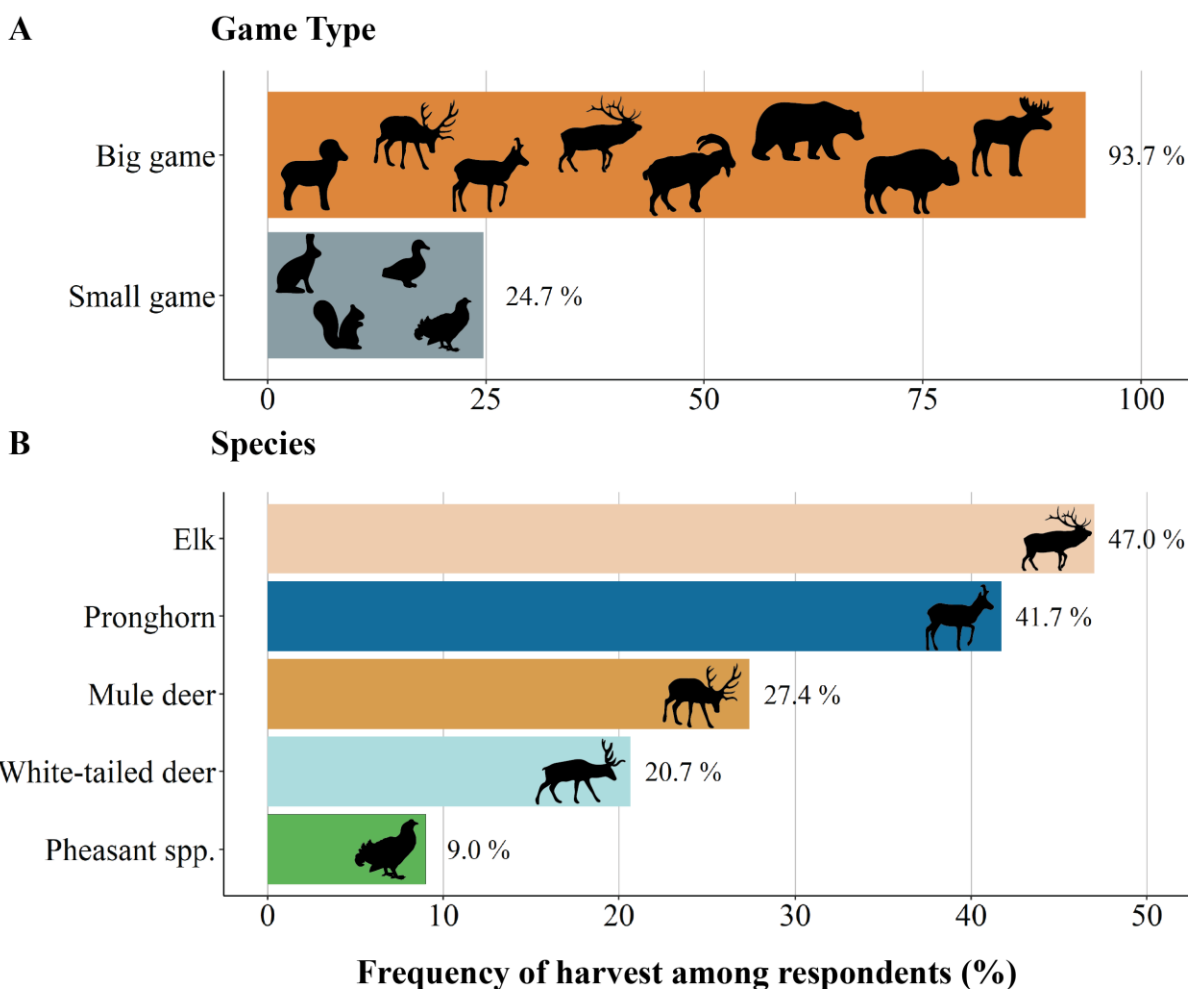 A Game Type
Big game
93.7 %
Small game
24.7 %
0 25 50 75 100
B Species
Elk
47.0 %
Pronghorn
41.7 %
Mule deer
27.4 %
White-tailed deer
20.7 %
Pheasant spp.
9.0 %
0 10 20 30 40 50
Frequency of harvest among respondents (%)